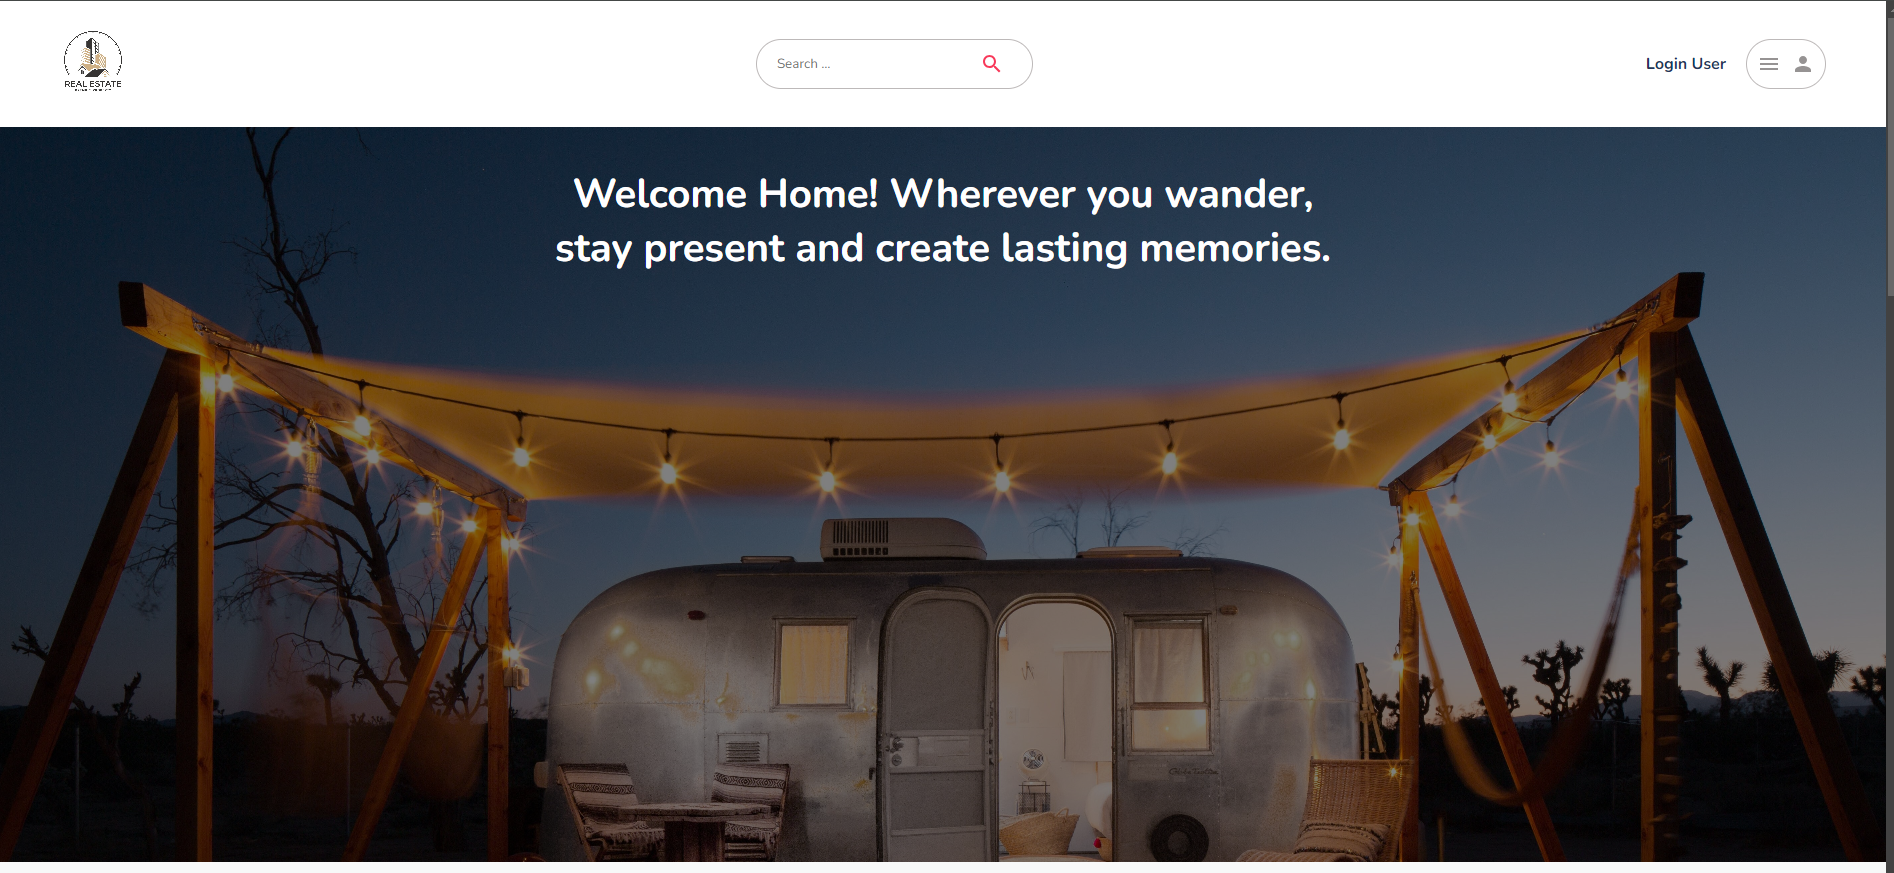 REAL ESTATE
Search ...
Login User
Welcome Home! Wherever you wander,
stay present and create lasting memories.